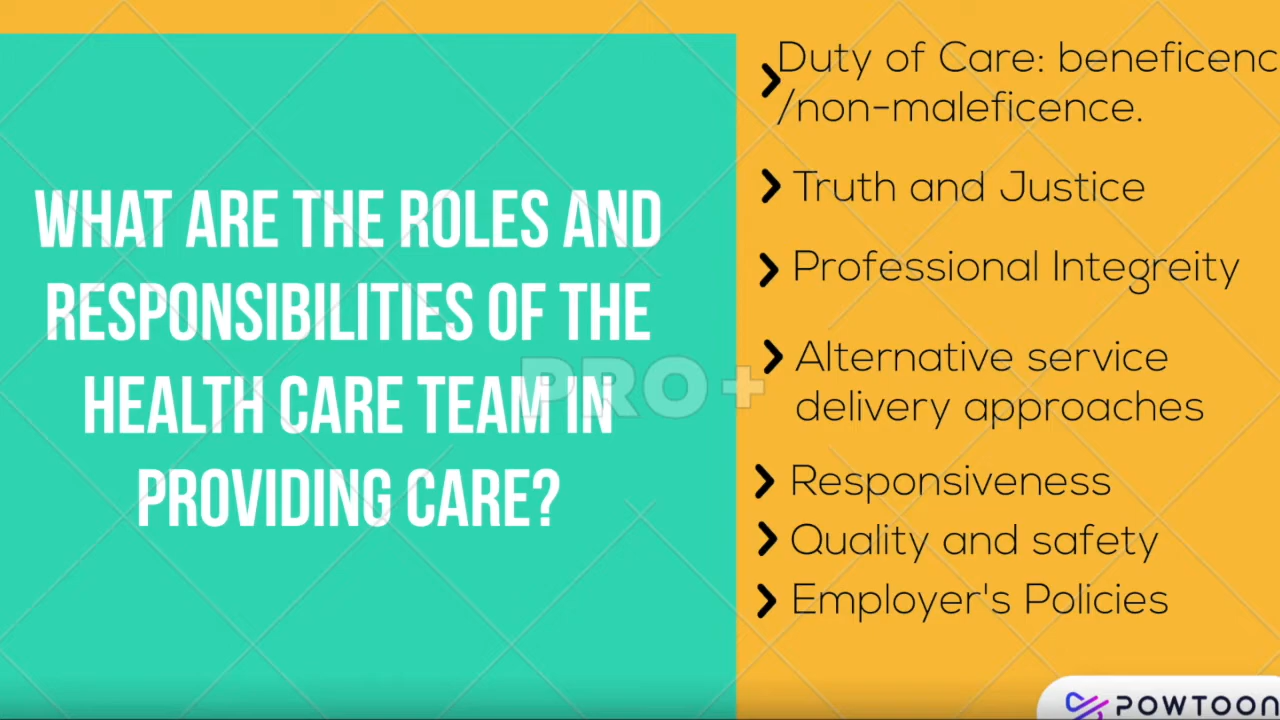 WHAT ARE THE ROLES AND
RESPONSIBILITIES OF THE
HEALTH CARE TEAM IN
PROVIDING CARE?
Duty of Care: beneficenc
/non-maleficence.
Truth and Justice
Professional Integreity
Alternative service
delivery approaches
Responsiveness
Quality and safety
Employer's Policies
PRO+
POWTOON